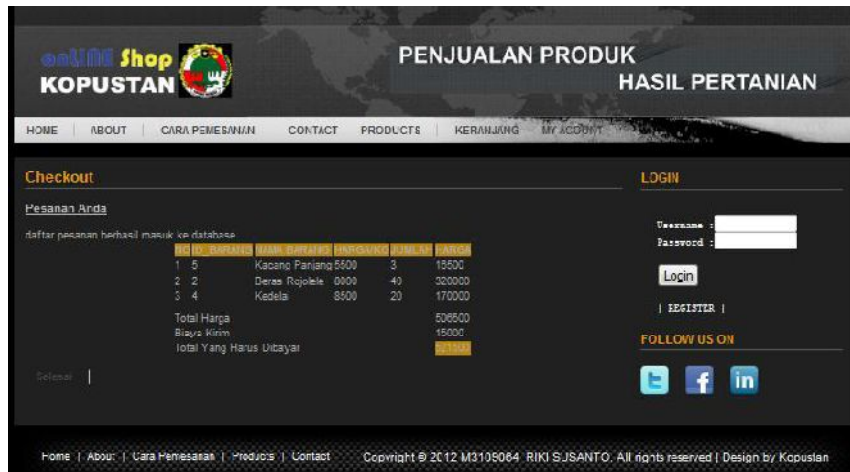 onLINE Shop
KOPUSTAN
PENJUALAN PRODUK
HASIL PERTANIAN
HOME ABOUT CARA PEMESANAN CONTACT PRODUCTS KERANJANG MY ACOUNT
Checkout
Pesanan Anda
daftar pesanan berhasil masuk ke database
NO ID_BARANG NAMA BARANG HARGA/KG JUMLAH HARGA
1 5 Kacang Panjang 5500 3 16500
2 2 Beras Rojolele 8000 40 320000
3 4 Kedelai 8500 20 170000
Total Harga 506500
Biaya Kirim 15000
Total Yang Harus Dibayar 521500
Selesai
LOGIN
Username :
Password :
Login
| REGISTER |
FOLLOW US ON
Home | About | Cara Pemesanan | Products | Contact
Copyright © 2012 M3109064 RIKI SUSANTO. All rights reserved | Design by Kopustan